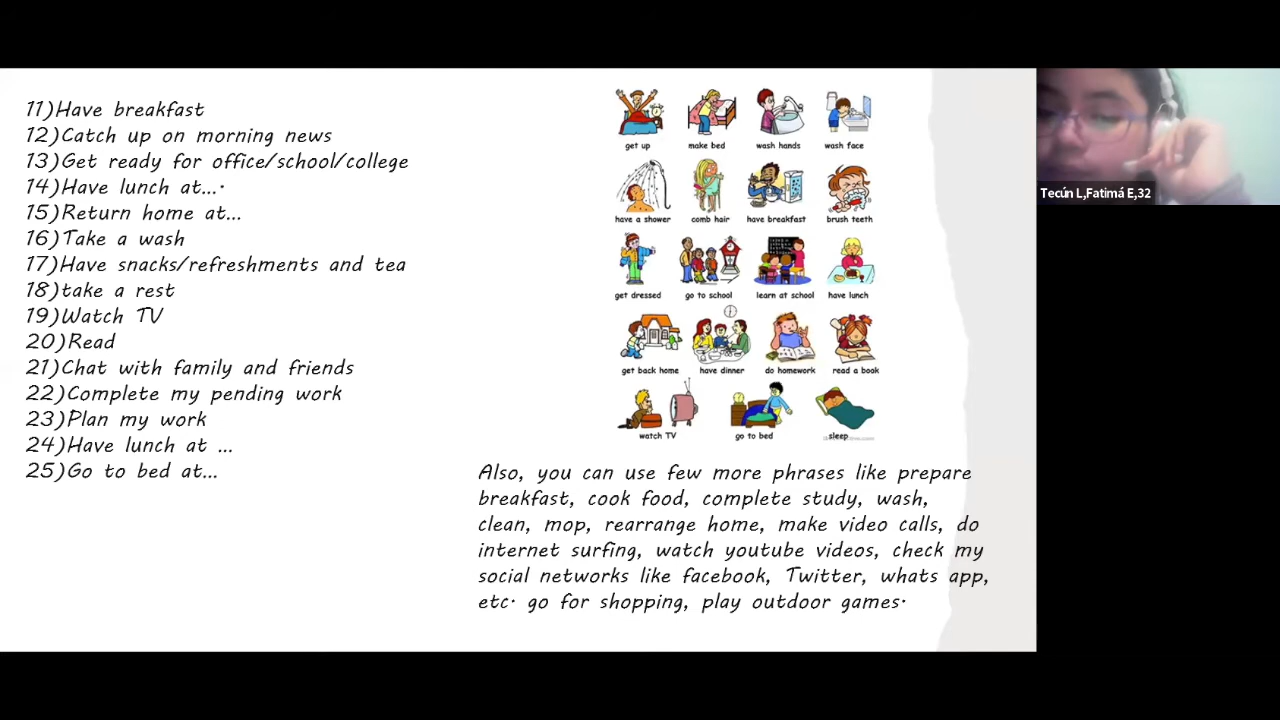 11)Have breakfast
12)Catch up on morning news
13)Get ready for office/school/college
14)Have lunch at....
15)Return home at...
16)Take a wash
17)Have snacks/refreshments and tea
18)take a rest
19)Watch TV
20)Read
21)Chat with family and friends
22)Complete my pending work
23)Plan my work
24)Have lunch at ...
25)Go to bed at...
get up make bed wash hands wash face
have a shower comb hair have breakfast brush teeth
get dressed go to school learn at school have lunch
get back home have dinner do homework read a book
watch TV go to bed sleep
Also, you can use few more phrases like prepare
breakfast, cook food, complete study, wash,
clean, mop, rearrange home, make video calls, do
internet surfing, watch youtube videos, check my
social networks like facebook, Twitter, whats app,
etc. go for shopping, play outdoor games.
Tecún L,Fatimá E,32